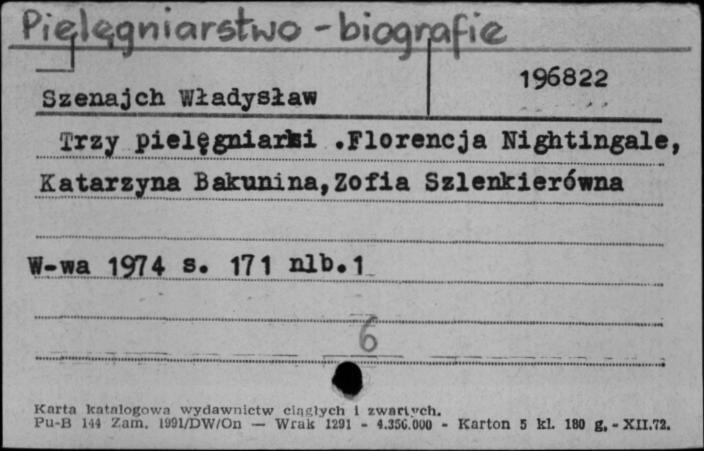 Pielęgniarstwo - biografie
196822
Szenajch Władysław
Trzy pielęgniarki .Florencja Nightingale,
Katarzyna Bakunina,Zofia Szlenkierówna
W-wa 1974 s. 171 nlb.1
6
Karta katalogowa wydawnictw ciągłych i zwartych.
Pu-B 144 Zam. 1991/DW/On — Wrak 1291 - 4.356.000 - Karton 5 kl. 180 g. - XII.72.